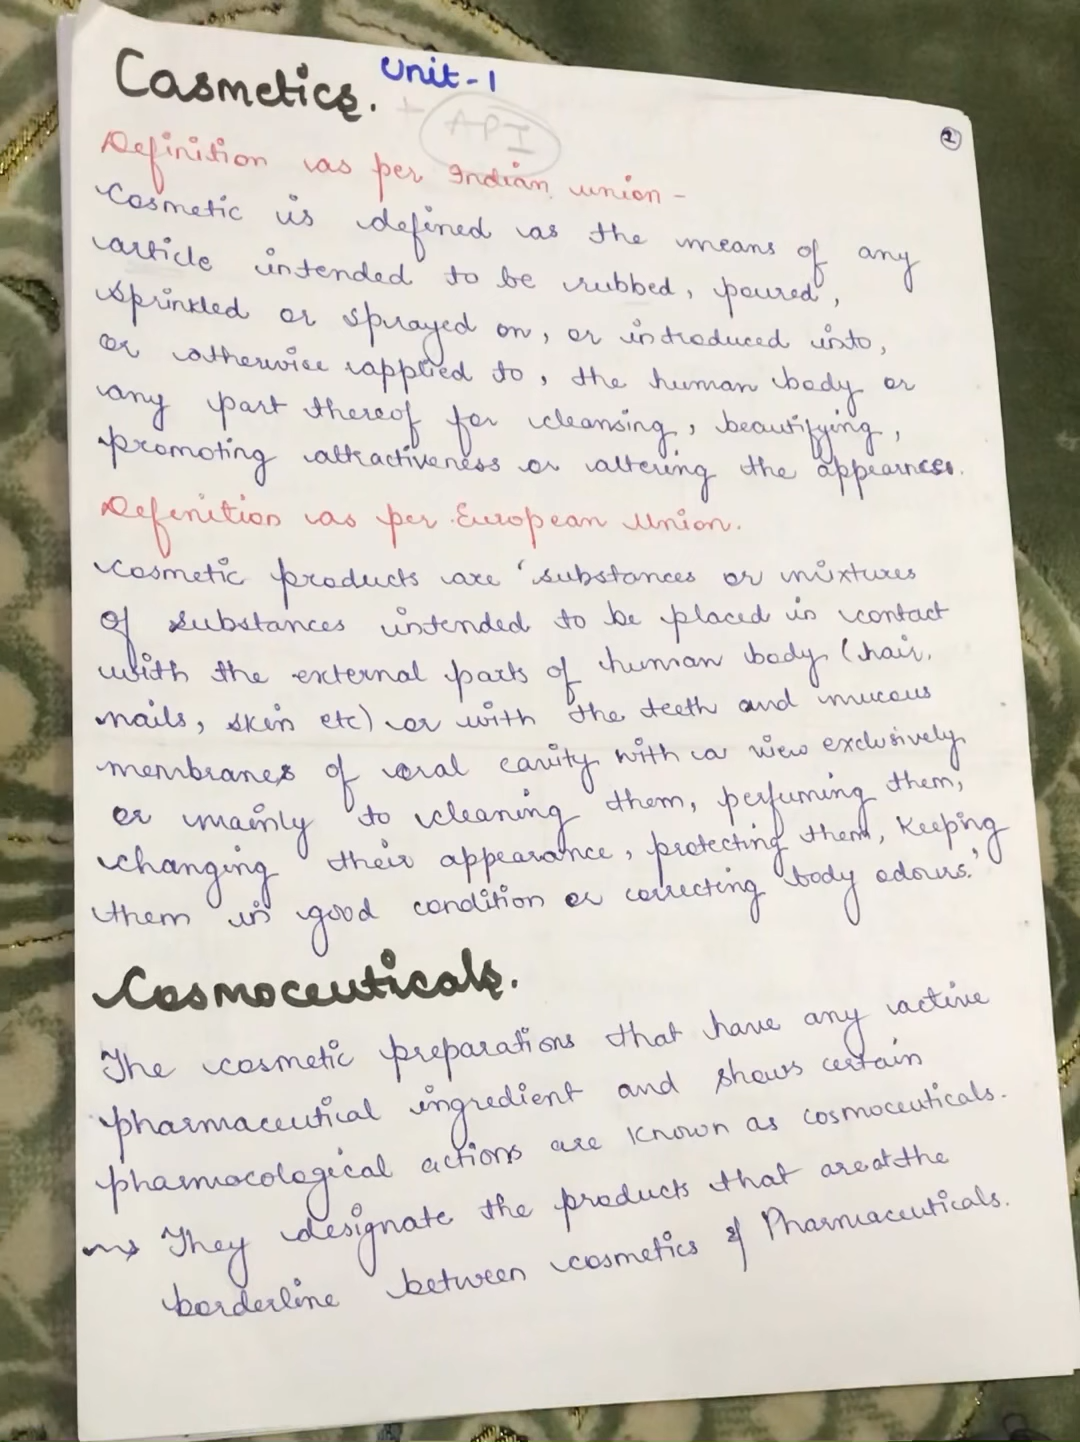 Unit-1
Cosmetics.
+ API
1
Definition as per Indian union -
Cosmetic is defined as the means of any
article intended to be rubbed, poured,
sprinkled or sprayed on, or introduced into,
or otherwise applied to, the human body or
any part thereof for cleansing, beautifying,
promoting attractiveness or altering the appearnces.
Defenition as per European Union.
Cosmetic products are 'substances or mixtures
of substances intended to be placed in contact
with the external parts of human body (hair,
nails, skin etc) or with the teeth and mucous
membranes of oral cavity with a view exclusively
or mainly to cleaning them, perfuming them,
changing their appearance, protecting them, keeping
them in good condition or correcting body odours.'
Cosmoceuticals.
The cosmetic preparations that have any active
pharmaceutical ingredient and shows certain
pharmocological actions are known as cosmoceuticals.
→ They designate the products that are at the
borderline between cosmetics & Pharmaceuticals.